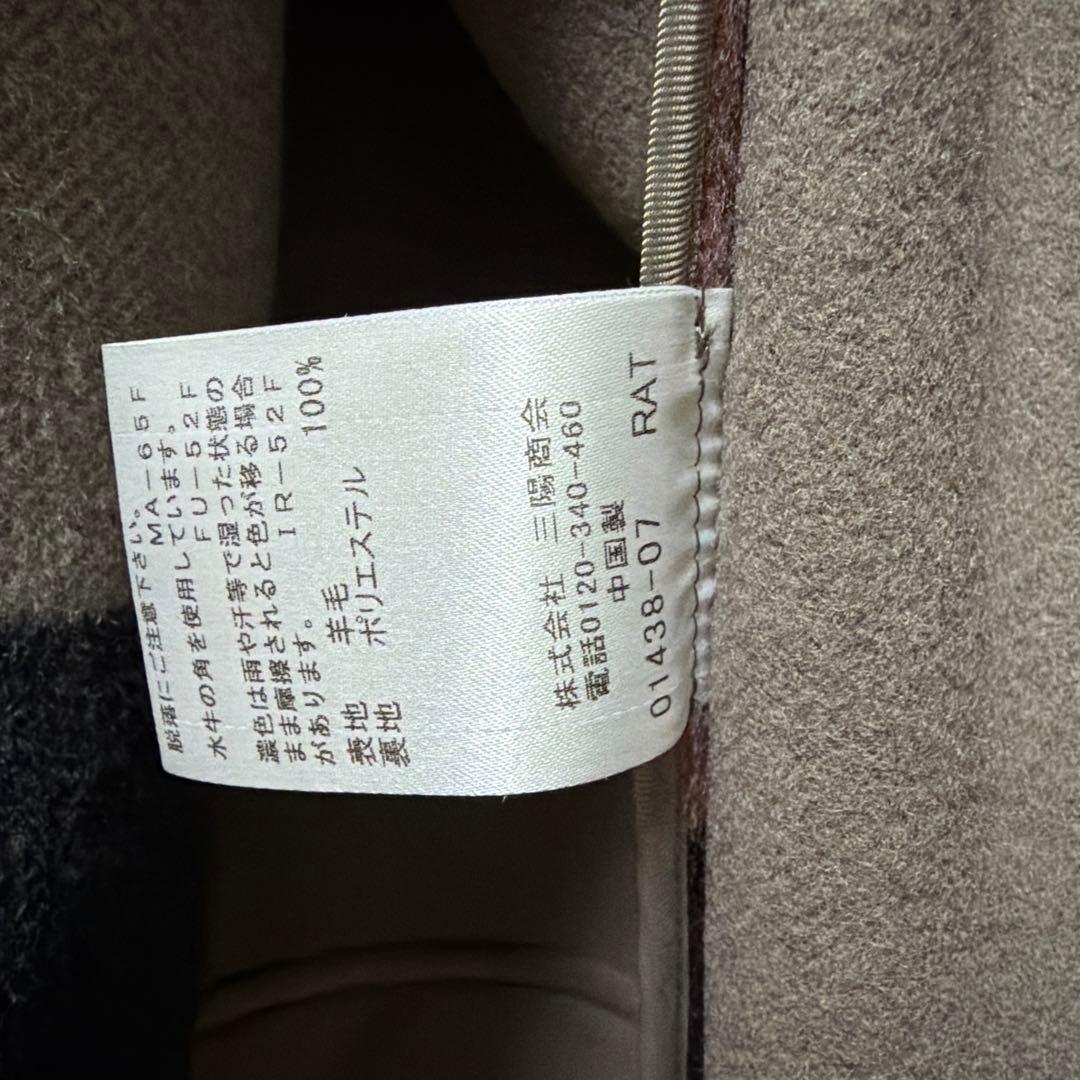 脱落にご注意下さい。
MA-65F
水牛の角を使用しています。
FU-52F
濃色は雨や汗等で湿った状態の
まま摩擦されると色が移る場合
があります。 IR-52F
表地 羊毛 100%
裏地 ポリエステル
株式会社 三陽商会
電話0120-340-460
中国製
01438-07 RAT